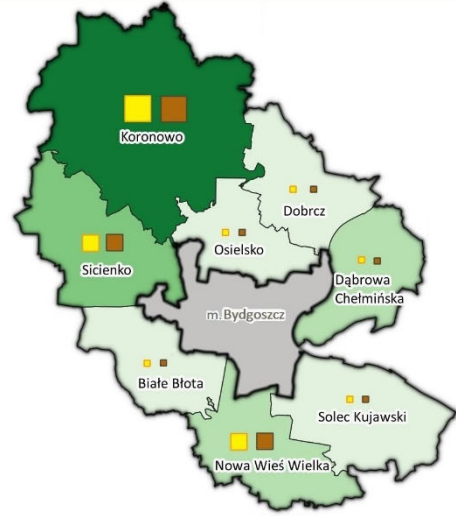 Koronowo
Dobrcz
Osielsko
Sicienko
Dąbrowa
Chełmińska
m.Bydgoszcz
Białe Błota
Solec Kujawski
Nowa Wieś Wielka